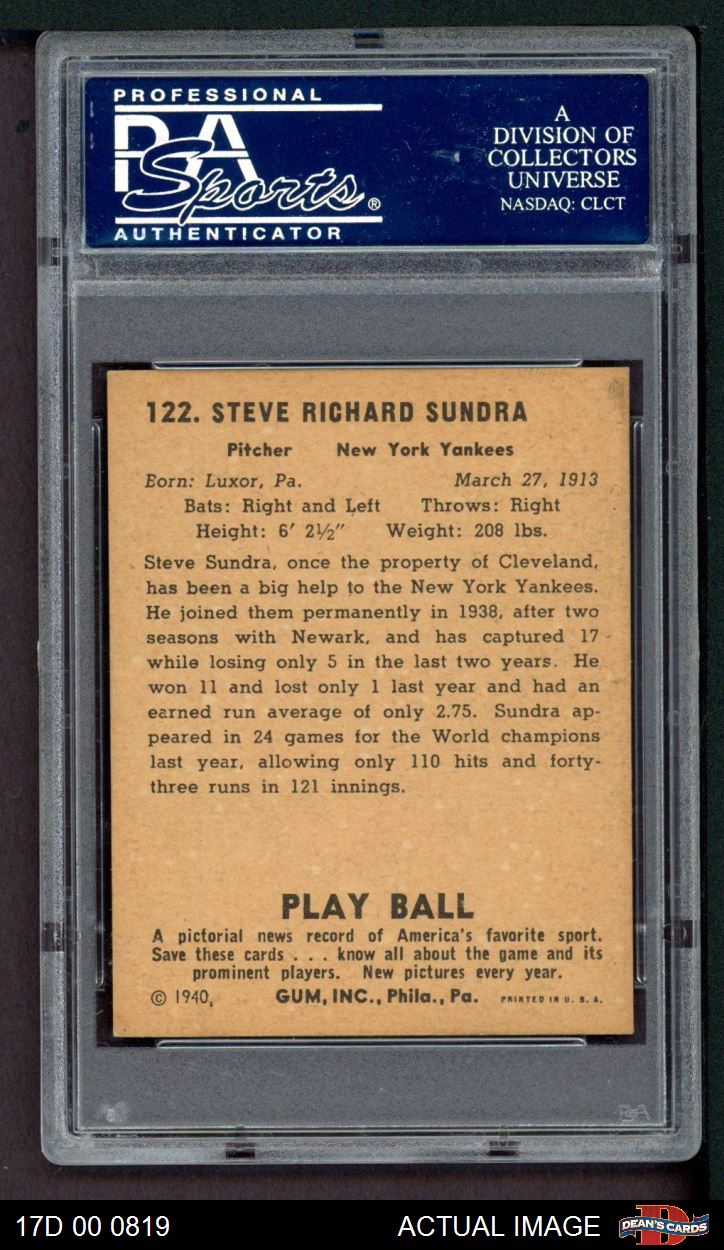 PROFESSIONAL
PSA
Sports®
AUTHENTICATOR
A
DIVISION OF
COLLECTORS
UNIVERSE
NASDAQ: CLCT
122. STEVE RICHARD SUNDRA
Pitcher New York Yankees
Born: Luxor, Pa. March 27, 1913
Bats: Right and Left Throws: Right
Height: 6′ 2½″ Weight: 208 lbs.
Steve Sundra, once the property of Cleveland,
has been a big help to the New York Yankees.
He joined them permanently in 1938, after two
seasons with Newark, and has captured 17
while losing only 5 in the last two years. He
won 11 and lost only 1 last year and had an
earned run average of only 2.75. Sundra ap-
peared in 24 games for the World champions
last year, allowing only 110 hits and forty-
three runs in 121 innings.
PLAY BALL
A pictorial news record of America's favorite sport.
Save these cards . . . know all about the game and its
prominent players. New pictures every year.
© 1940, GUM, INC., Phila., Pa. PRINTED IN U. S. A.
PSA
17D 00 0819 ACTUAL IMAGE DEAN'S CARDS